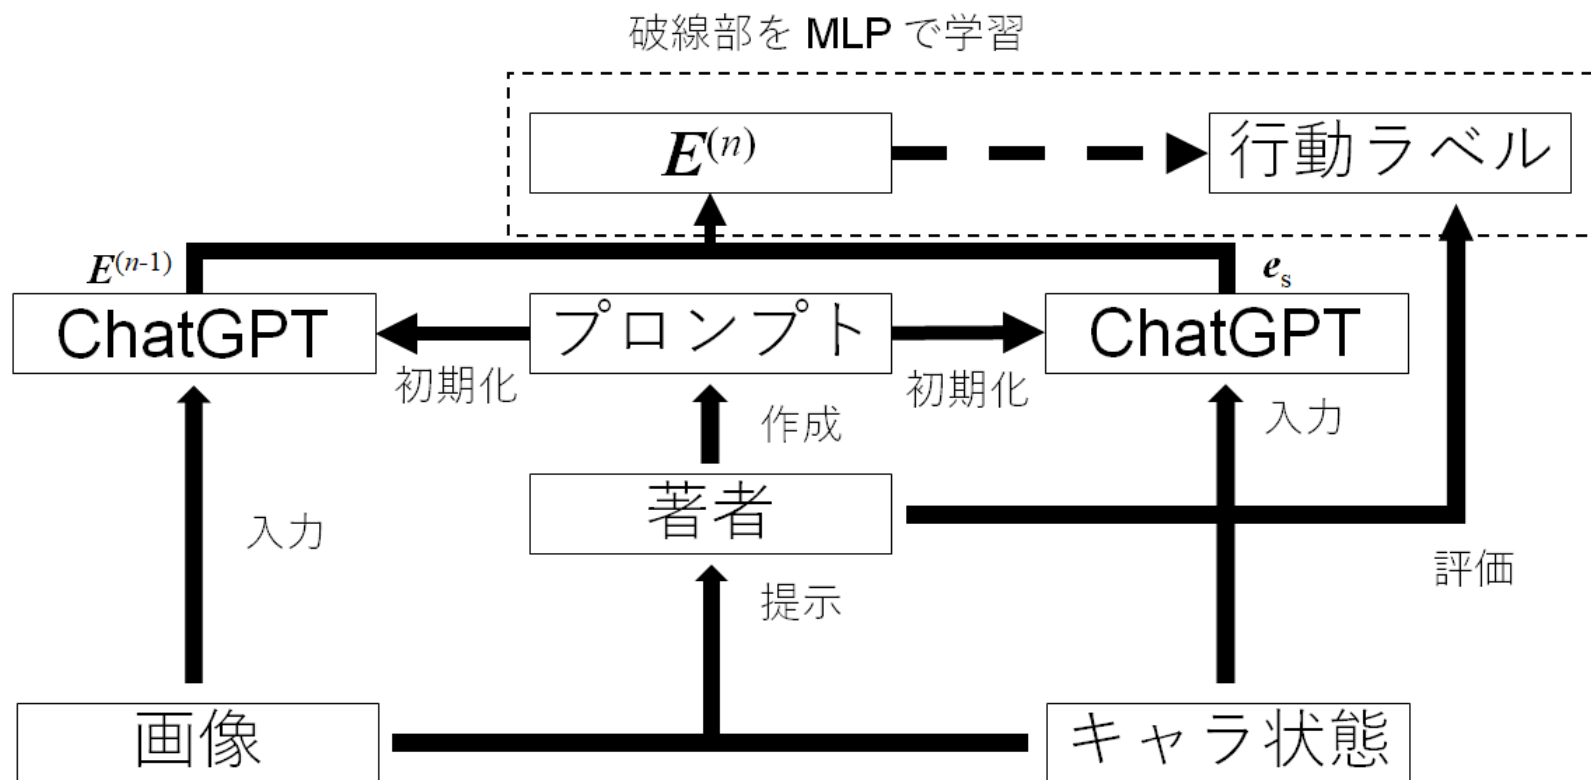 破線部を MLP で学習
E(n)
行動ラベル
E(n-1)
es
ChatGPT
プロンプト
ChatGPT
初期化
初期化
作成
入力
著者
入力
評価
提示
画像
キャラ状態